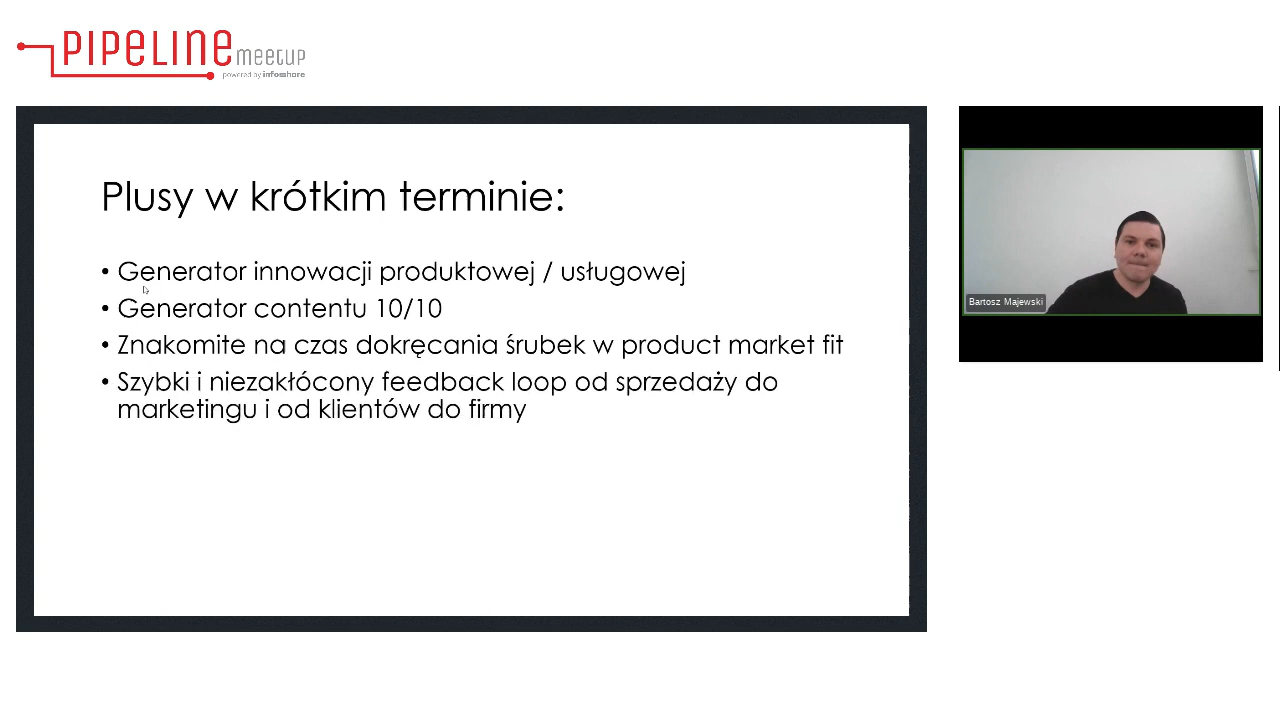 PIPELINE meetup
powered by infoshare
Plusy w krótkim terminie:
• Generator innowacji produktowej / usługowej
• Generator contentu 10/10
• Znakomite na czas dokręcania śrubek w product market fit
• Szybki i niezakłócony feedback loop od sprzedaży do
marketingu i od klientów do firmy
Bartosz Majewski